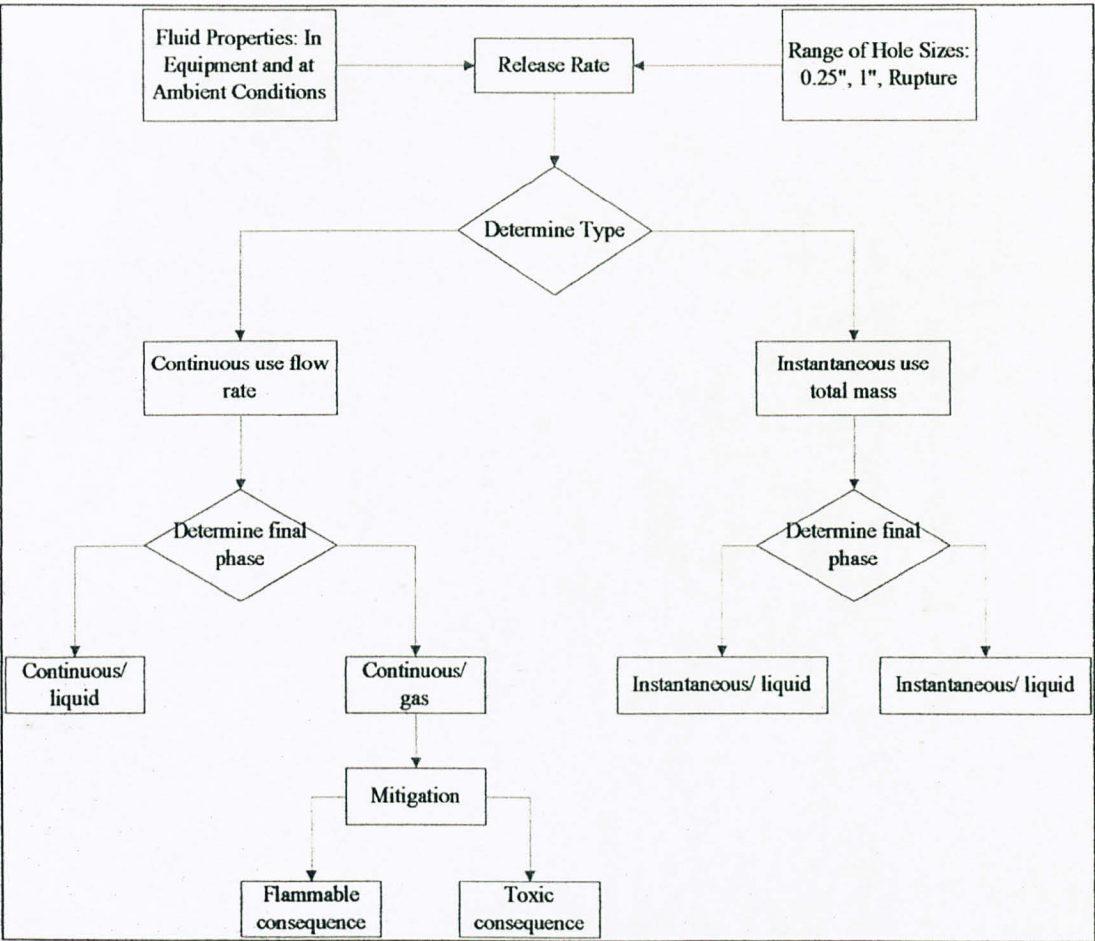 Fluid Properties: In
Equipment and at
Ambient Conditions
Release Rate
Range of Hole Sizes:
0.25", 1", Rupture
Determine Type
Continuous use flow
rate
Instantaneous use
total mass
Determine final
phase
Determine final
phase
Continuous/
liquid
Continuous/
gas
Instantaneous/ liquid
Instantaneous/ liquid
Mitigation
Flammable
consequence
Toxic
consequence